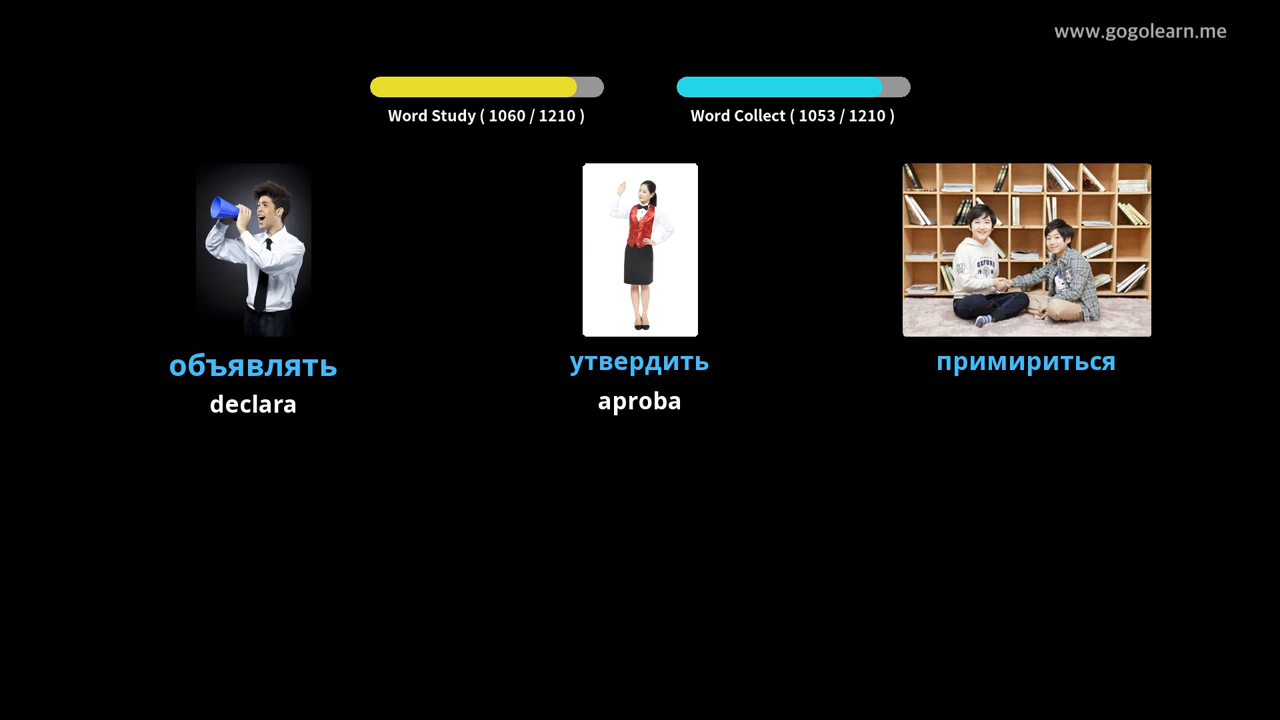 www.gogolearn.me
Word Study ( 1060 / 1210 )
Word Collect ( 1053 / 1210 )
объявлять
declara
утвердить
aproba
примириться